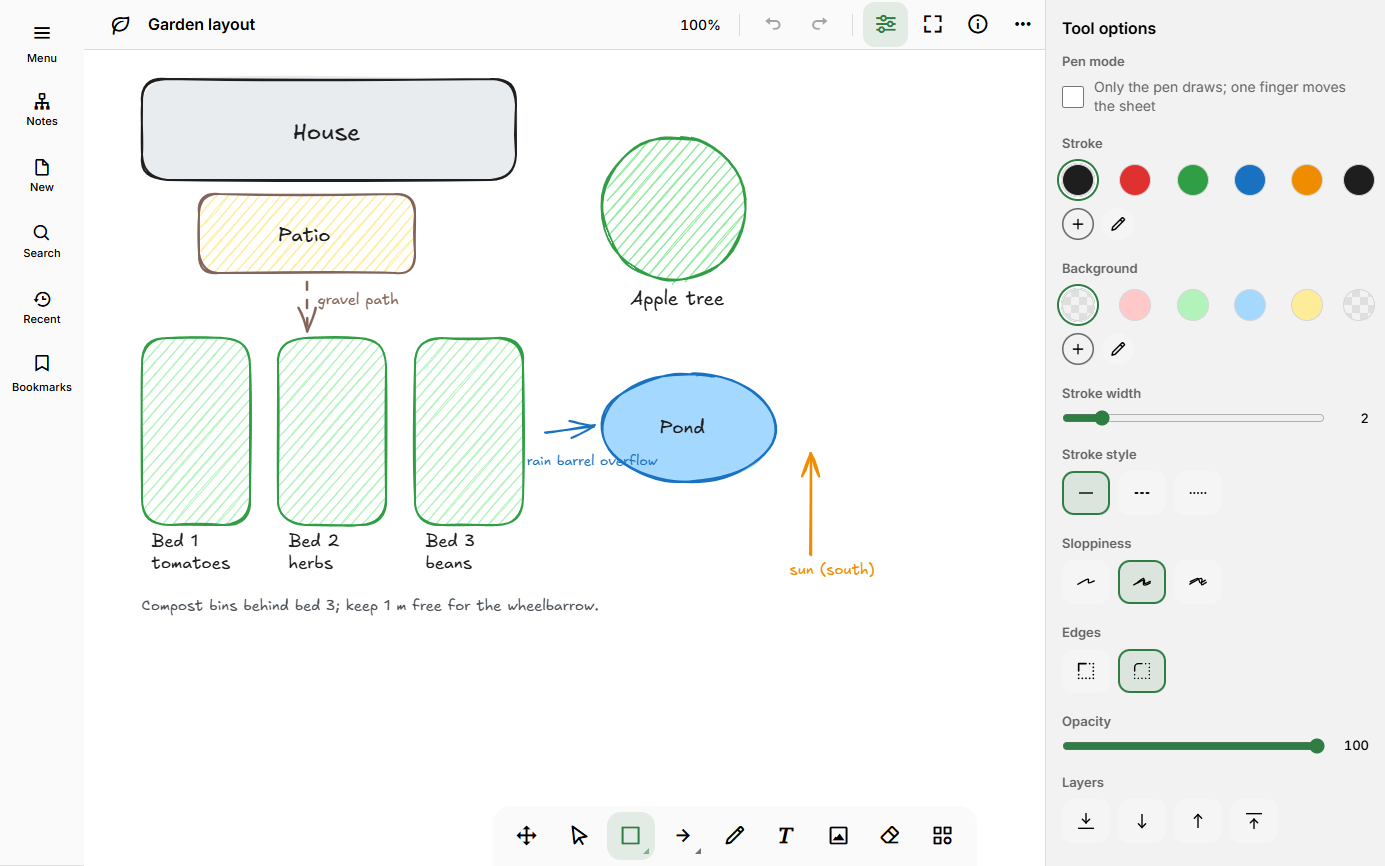 Garden layout
100%
Menu
Notes
New
Search
Recent
Bookmarks
House
Patio
gravel path
Apple tree
Pond
rain barrel overflow
Bed 1
tomatoes
Bed 2
herbs
Bed 3
beans
sun (south)
Compost bins behind bed 3; keep 1 m free for the wheelbarrow.
T
Tool options
Pen mode
Only the pen draws; one finger moves
the sheet
Stroke
Background
Stroke width
2
Stroke style
Sloppiness
Edges
Opacity
100
Layers